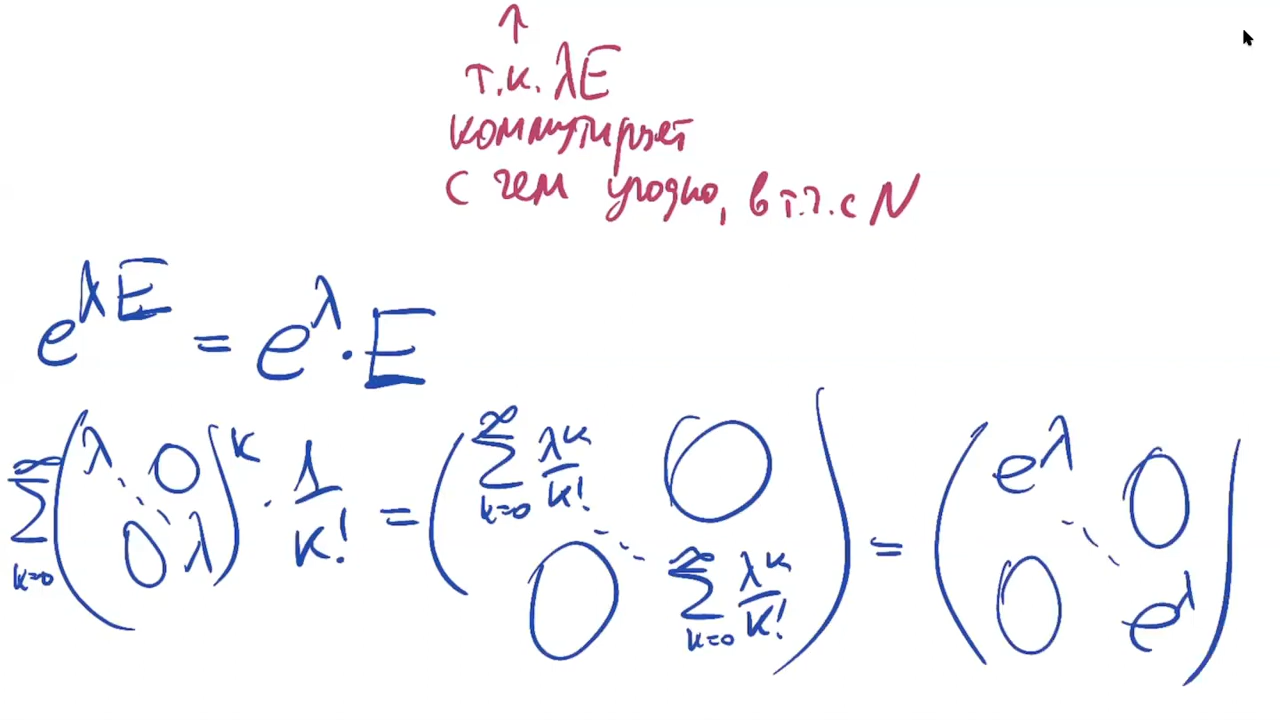 ↑
т.к. λE
коммутирует
с чем угодно, в т.ч. с N
e^{λE} = e^λ · E
∑_{k=0}^{∞} (λ 0 ⋱ 0 λ)^k · 1/k! = (∑_{k=0}^{∞} λ^k/k! 0 ⋱ 0 ∑_{k=0}^{∞} λ^k/k!) = (e^λ 0 ⋱ 0 e^λ)